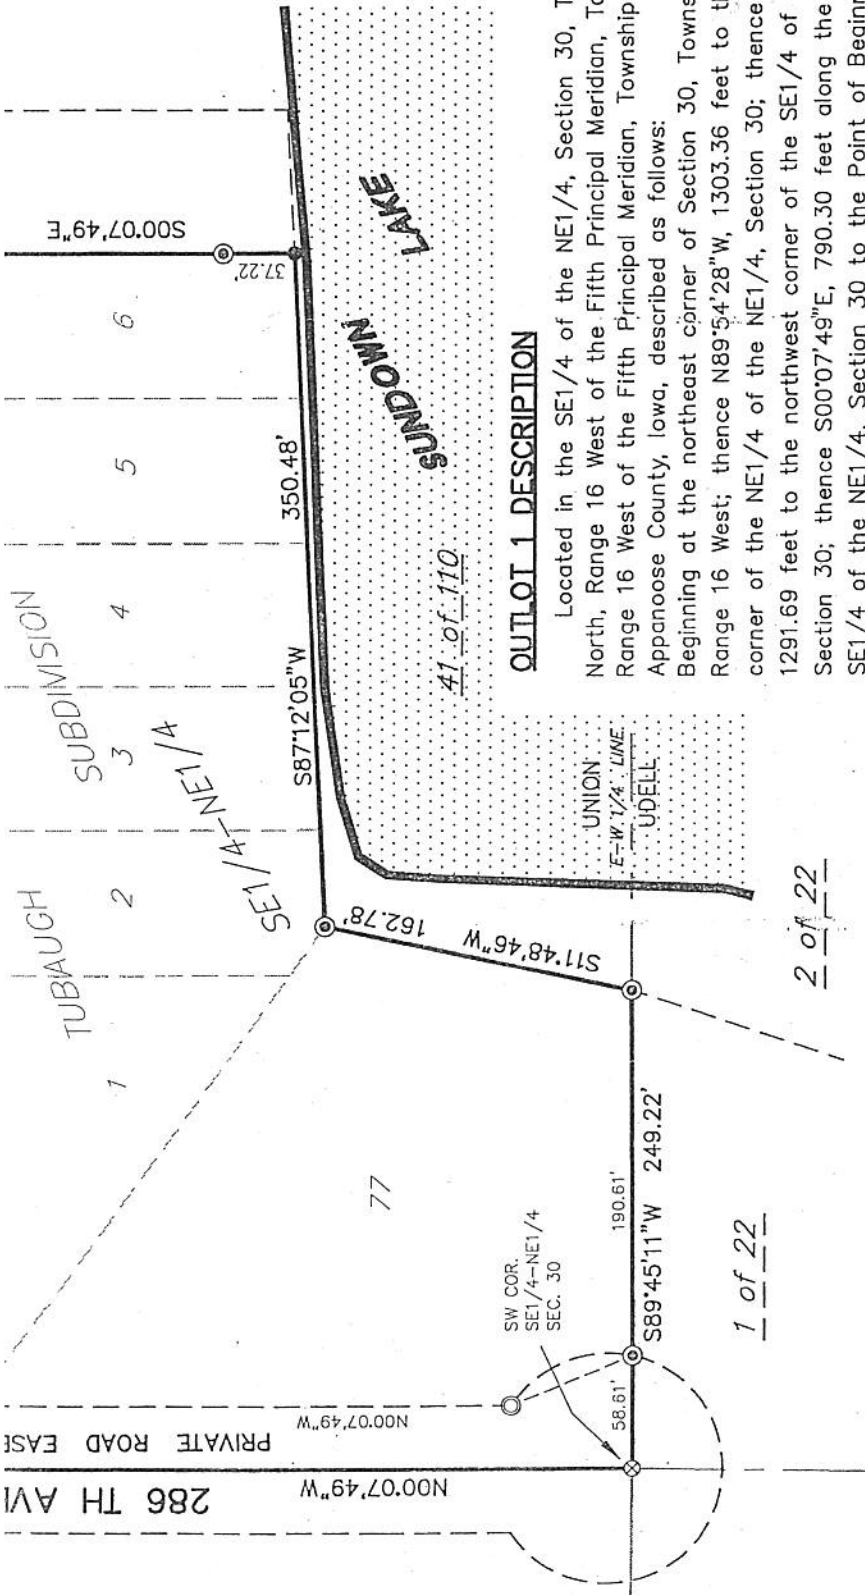 TUBAUGH SUBDIVISION
1
2
3
4
5
6
SE1/4-NE1/4
S00°07'49"E
37.22'
350.48'
S87°12'05"W
SUNDOWN LAKE
41 of 110
162.78'
S11°48'46"W
77
UNION
E-W. 1/4 LINE
UDELL
2 of 22
SW COR.
SE1/4-NE1/4
SEC. 30
58.61'
190.61'
S89°45'11"W 249.22'
1 of 22
PRIVATE ROAD
N00°07'49"W
286 TH
N00°07'49"W
OUTLOT 1 DESCRIPTION
Located in the SE1/4 of the NE1/4, Section 30,
North, Range 16 West of the Fifth Principal Meridian,
Range 16 West of the Fifth Principal Meridian, Township
Appanoose County, Iowa, described as follows:
Beginning at the northeast corner of Section 30,
Range 16 West; thence N89°54'28"W, 1303.36 feet to
corner of the NE1/4 of the NE1/4, Section 30; thence
1291.69 feet to the northwest corner of the SE1/4 of
Section 30; thence S00°07'49"E, 790.30 feet along the
SE1/4 of the NE1/4, Section 30 to the Point of